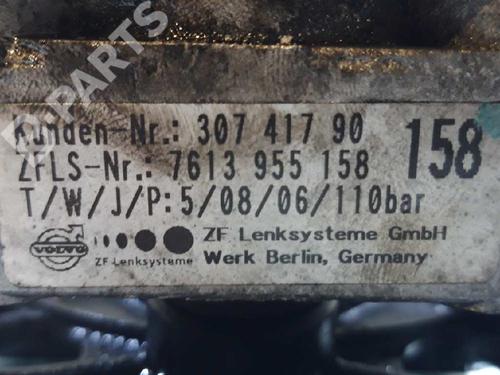 D-PARTS
Kunden-Nr.: 307 417 90
ZFLS-Nr.: 7613 955 158
158
T/W/J/P: 5/08/06/110bar
VOLVO
ZF Lenksysteme
ZF Lenksysteme GmbH
Werk Berlin, Germany